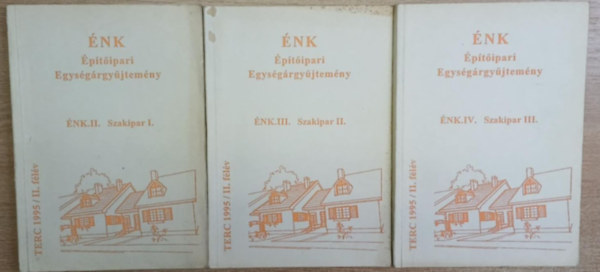 ÉNK
Építőipari
Egységárgyűjtemény
ÉNK.II. Szakipar I.
TERC 1995 / II. félév
ÉNK
Építőipari
Egységárgyűjtemény
ÉNK.III. Szakipar II.
TERC 1995 / II. félév
ÉNK
Építőipari
Egységárgyűjtemény
ÉNK.IV. Szakipar III.
TERC 1995 / II. félév